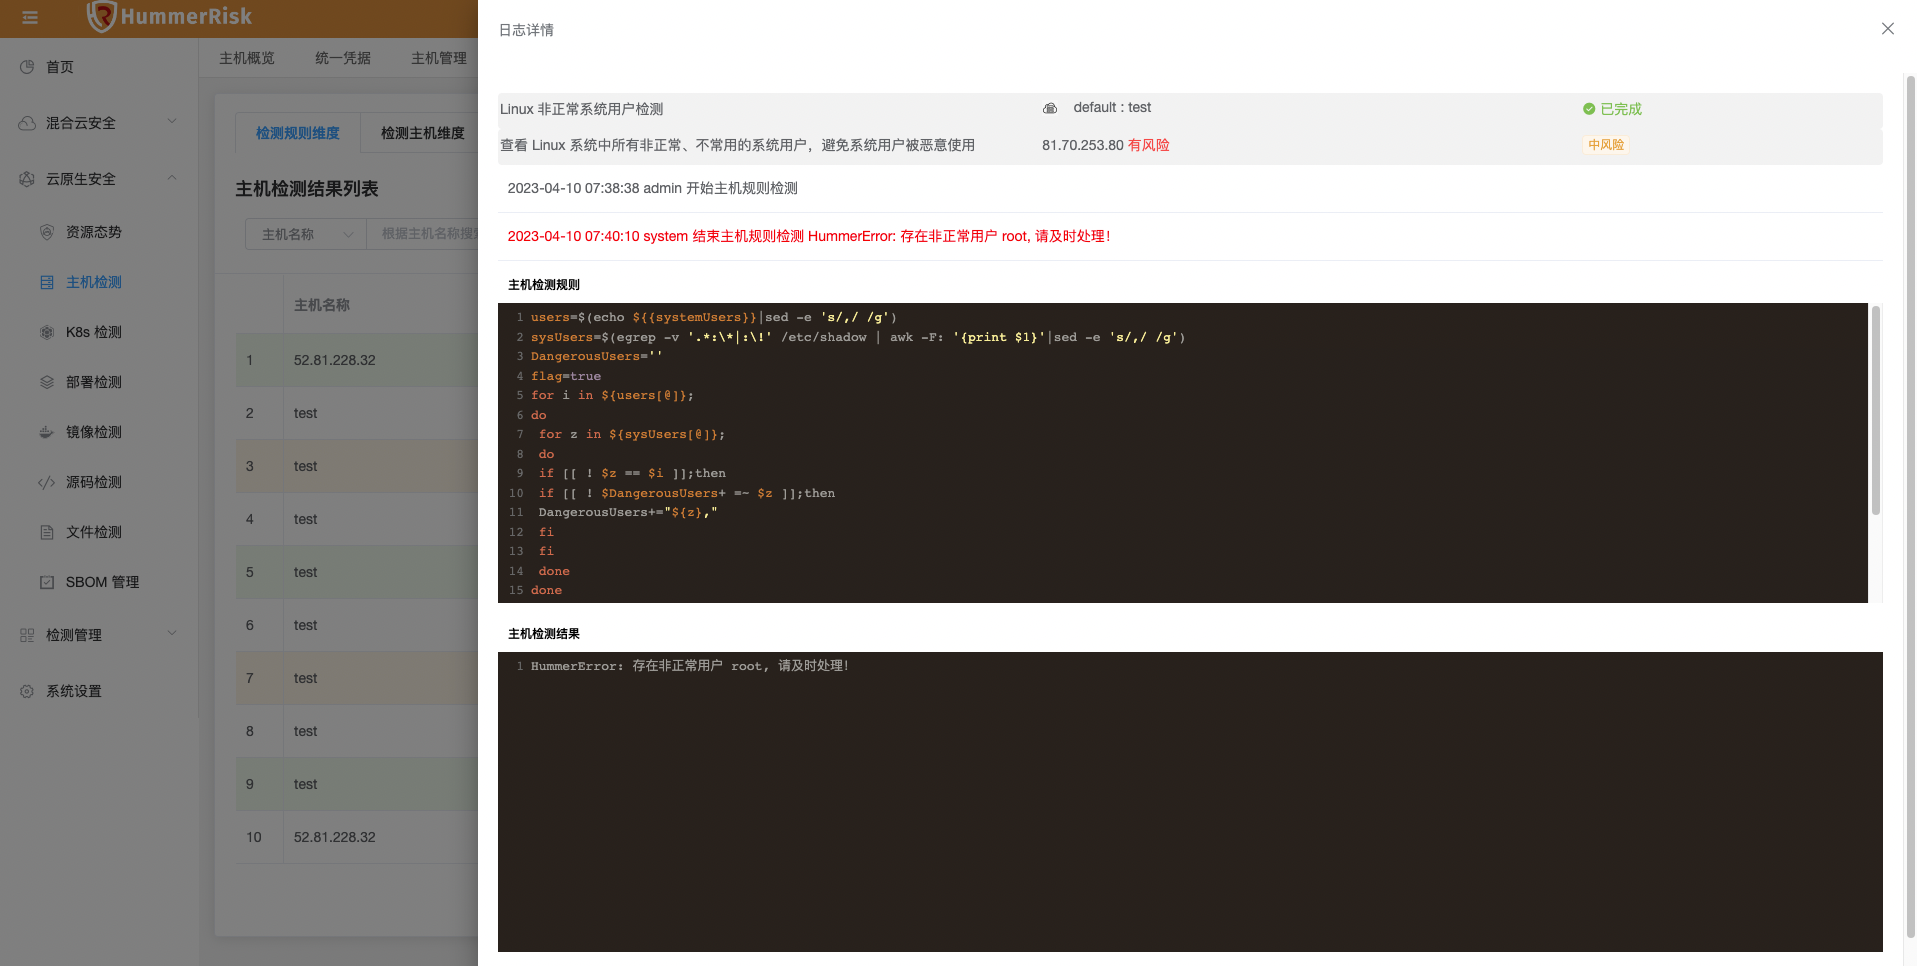 HummerRisk
首页
混合云安全
云原生安全
资源态势
主机检测
K8s 检测
部署检测
镜像检测
源码检测
文件检测
SBOM 管理
检测管理
系统设置
主机概览 统一凭据 主机管理
检测规则维度 检测主机维度
主机检测结果列表
主机名称 根据主机名称搜
主机名称
1 52.81.228.32
2 test
3 test
4 test
5 test
6 test
7 test
8 test
9 test
10 52.81.228.32
日志详情
Linux 非正常系统用户检测 default : test 已完成
查看 Linux 系统中所有非正常、不常用的系统用户，避免系统用户被恶意使用 81.70.253.80 有风险 中风险
2023-04-10 07:38:38 admin 开始主机规则检测
2023-04-10 07:40:10 system 结束主机规则检测 HummerError: 存在非正常用户 root, 请及时处理!
主机检测规则
1 users=$(echo ${{systemUsers}}|sed -e 's/,/ /g')
2 sysUsers=$(egrep -v '.*:\*|:\!' /etc/shadow | awk -F: '{print $1}'|sed -e 's/,/ /g')
3 DangerousUsers=''
4 flag=true
5 for i in ${users[@]};
6 do
7 for z in ${sysUsers[@]};
8 do
9 if [[ ! $z == $i ]];then
10 if [[ ! $DangerousUsers+ =~ $z ]];then
11 DangerousUsers+="${z},"
12 fi
13 fi
14 done
15 done
主机检测结果
1 HummerError: 存在非正常用户 root, 请及时处理!